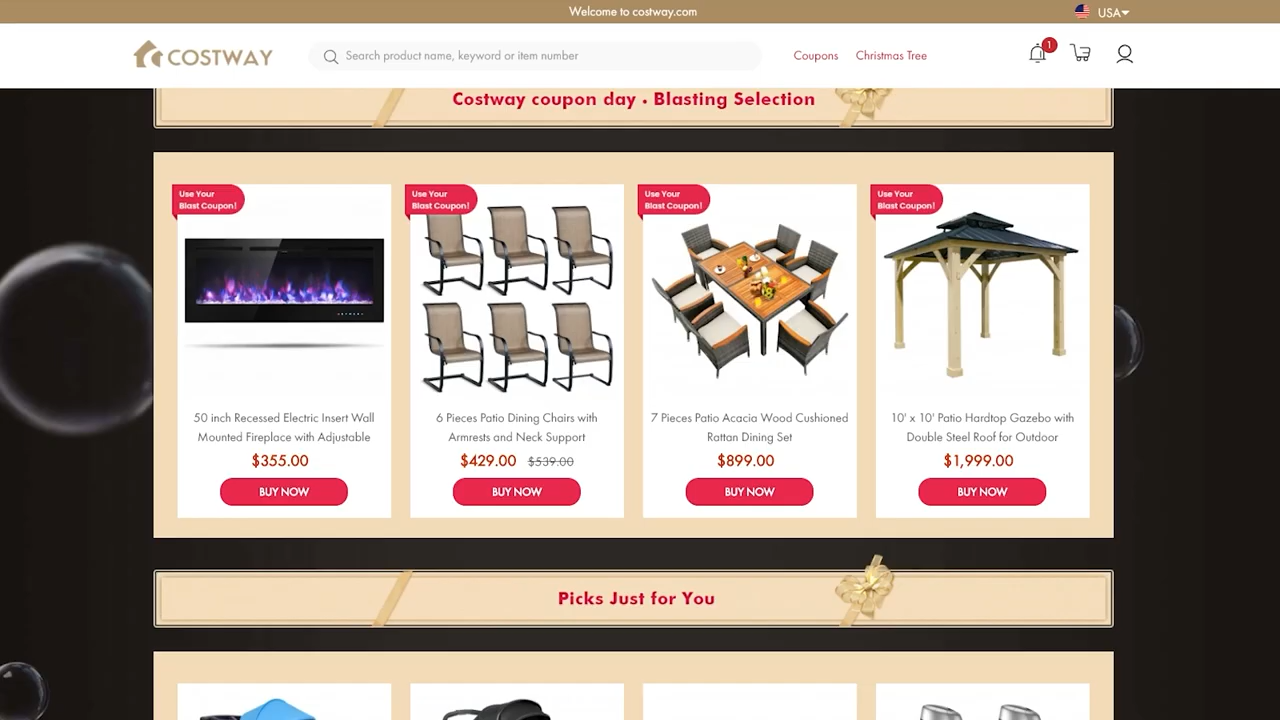 Welcome to costway.com
USA
COSTWAY
Search product name, keyword or item number
Coupons
Christmas Tree
1
Costway coupon day • Blasting Selection
Use Your
Blast Coupon!
Use Your
Blast Coupon!
Use Your
Blast Coupon!
Use Your
Blast Coupon!
50 inch Recessed Electric Insert Wall
Mounted Fireplace with Adjustable
$355.00
BUY NOW
6 Pieces Patio Dining Chairs with
Armrests and Neck Support
$429.00 $539.00
BUY NOW
7 Pieces Patio Acacia Wood Cushioned
Rattan Dining Set
$899.00
BUY NOW
10' x 10' Patio Hardtop Gazebo with
Double Steel Roof for Outdoor
$1,999.00
BUY NOW
Picks Just for You